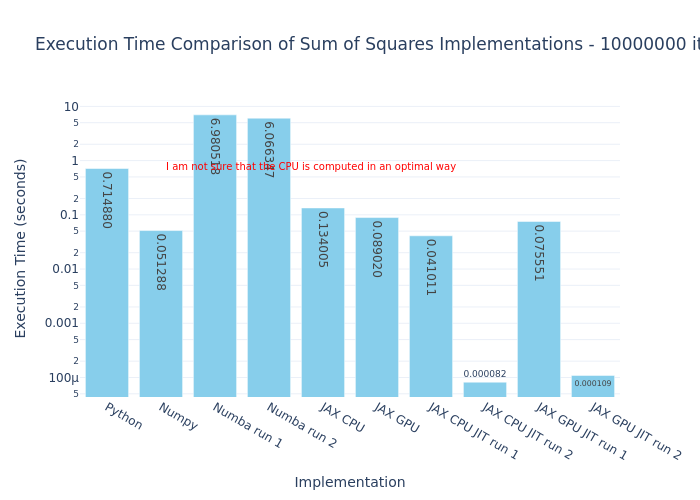 Execution Time Comparison of Sum of Squares Implementations - 10000000 it
Execution Time (seconds)
10
5
2
1
5
2
0.1
5
2
0.01
5
2
0.001
5
2
100μ
5
I am not sure that the CPU is computed in an optimal way
0.714880
0.051288
6.980518
6.066347
0.134005
0.089020
0.041011
0.000082
0.075551
0.000109
Python
Numpy
Numba run 1
Numba run 2
JAX CPU
JAX GPU
JAX CPU JIT run 1
JAX CPU JIT run 2
JAX GPU JIT run 1
JAX GPU JIT run 2
Implementation